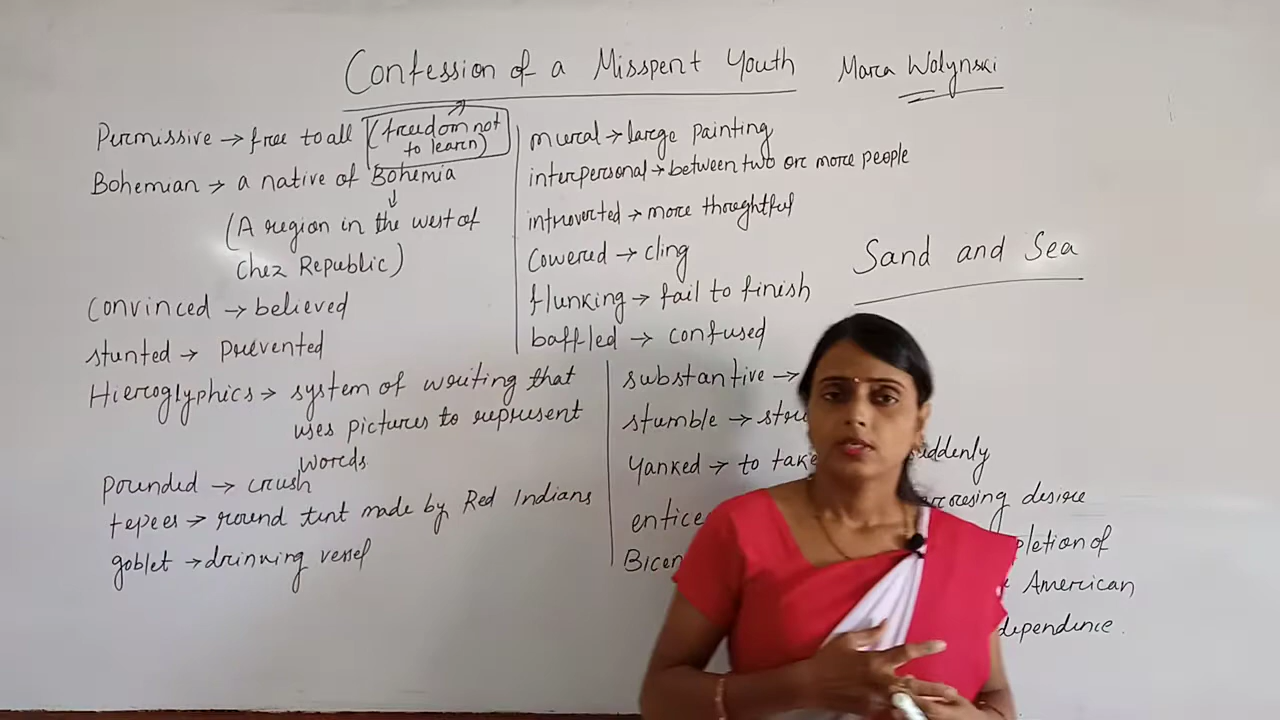 Confession of a Misspent Youth
Mara Wolynski
Permissive → free to all (freedom not
to learn)
Bohemian → a native of Bohemia
(A region in the west of
Chez Republic)
Convinced → believed
stunted → prevented
Hieroglyphics → system of writing that
uses pictures to represent
words
pounded → crush
tepees → round tent made by Red Indians
goblet → drinning vessel
mural → large painting
interpersonal → between two or more people
introverted → more thoughtful
Cowered → cling
flunking → fail to finish
baffled → confused
Sand and Sea
substantive →
stumble →
Yanked → to take
desire
American